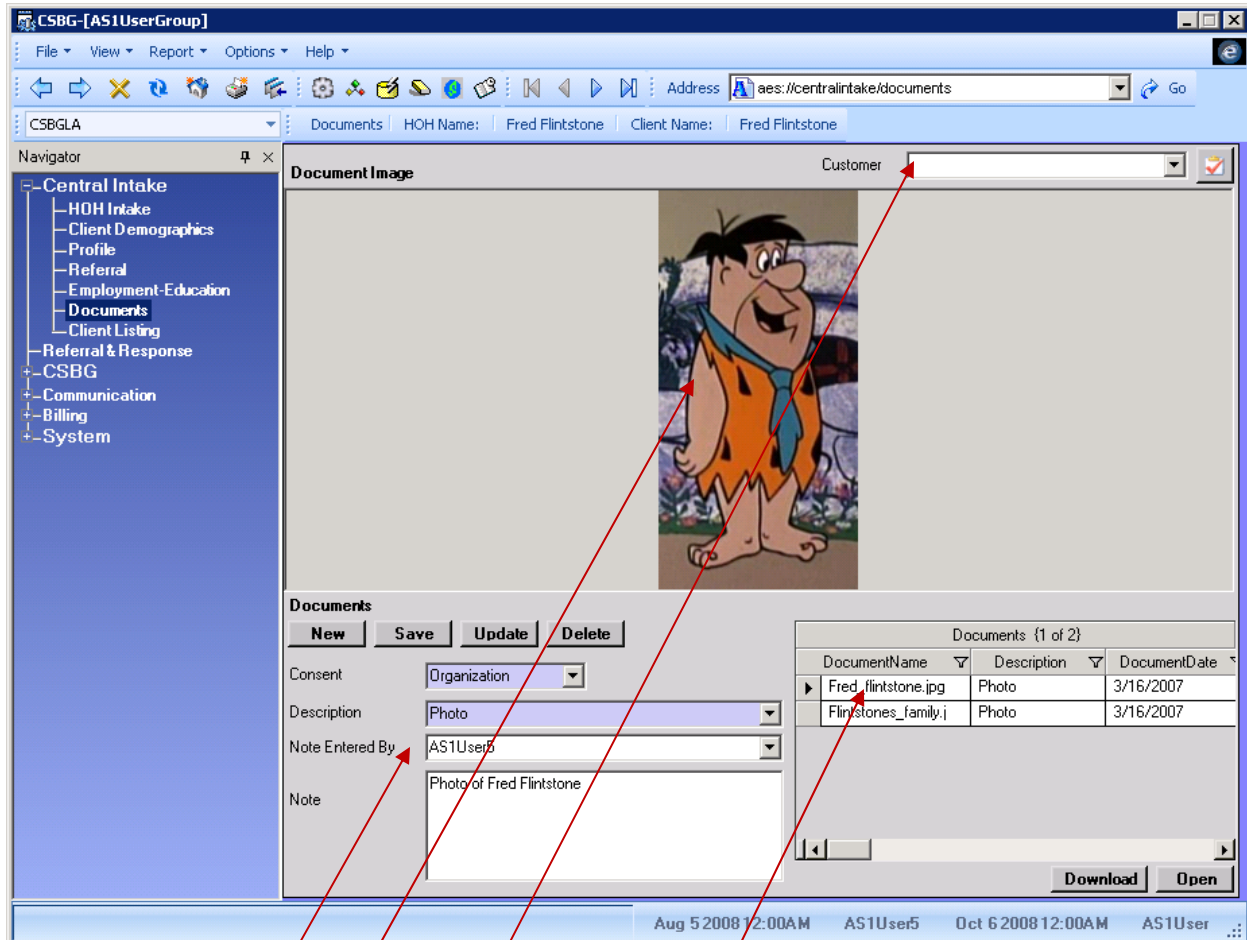 CSBG-[AS1UserGroup]
File View Report Options Help
Address aes://centralintake/documents Go
CSBGLA Documents HOH Name: Fred Flintstone Client Name: Fred Flintstone
Navigator
Central Intake
HOH Intake
Client Demographics
Profile
Referral
Employment-Education
Documents
Client Listing
Referral & Response
CSBG
Communication
Billing
System
Document Image Customer
Documents
New Save Update Delete
Consent Organization
Description Photo
Note Entered By AS1User5
Note Photo of Fred Flintstone
Documents {1 of 2}
DocumentName Description DocumentDate
Fred_flintstone.jpg Photo 3/16/2007
Flintstones_family.j Photo 3/16/2007
Download Open
Aug 5 2008 12:00AM AS1User5 Oct 6 2008 12:00AM AS1User